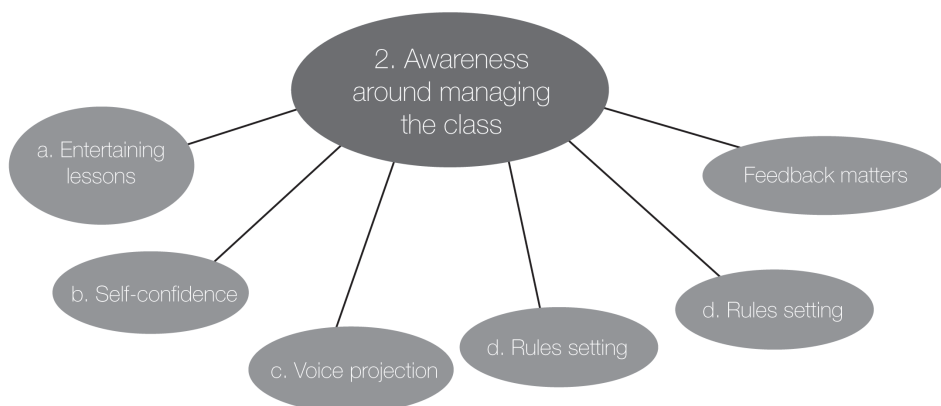 2. Awareness
around managing
the class
a. Entertaining
lessons
b. Self-confidence
c. Voice projection
d. Rules setting
d. Rules setting
Feedback matters